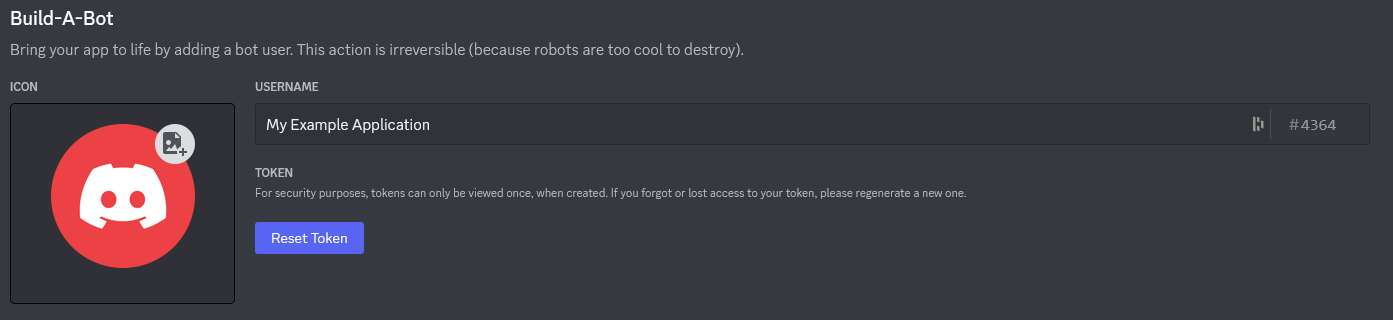 Build-A-Bot
Bring your app to life by adding a bot user. This action is irreversible (because robots are too cool to destroy).
ICON
USERNAME
My Example Application
#4364
TOKEN
For security purposes, tokens can only be viewed once, when created. If you forgot or lost access to your token, please regenerate a new one.
Reset Token